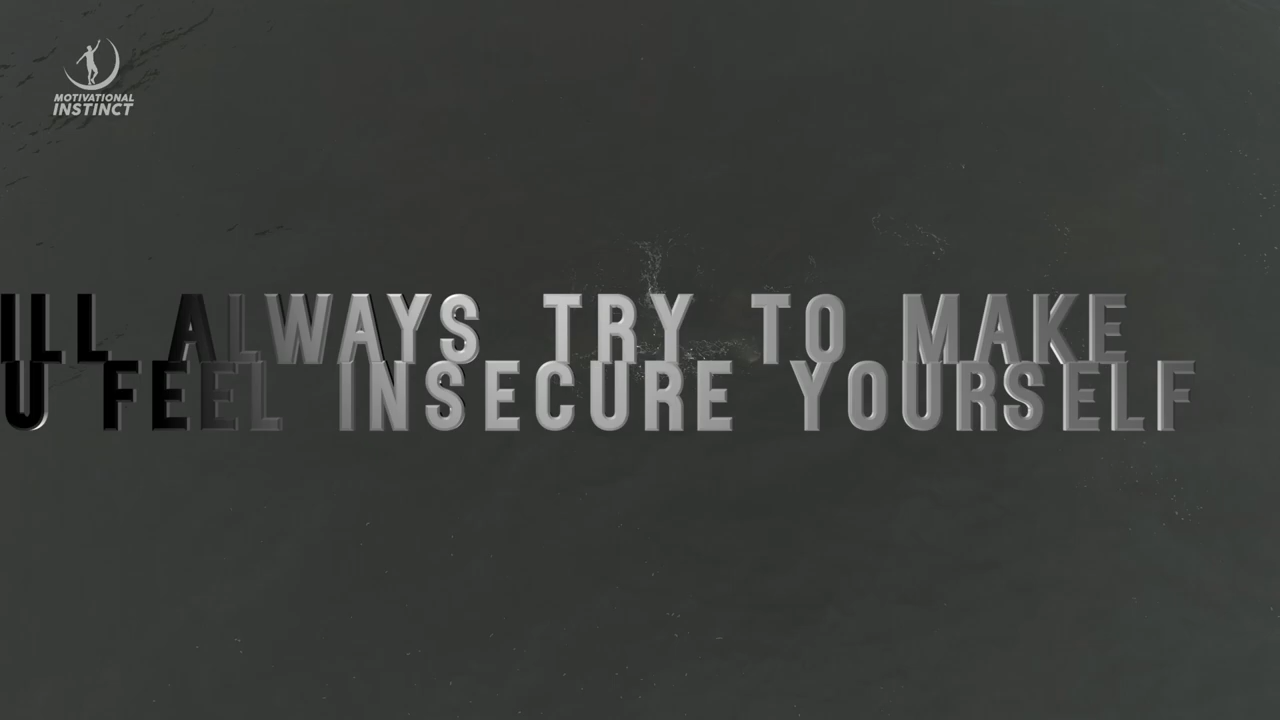 MOTIVATIONAL
INSTINCT
ILL ALWAYS TRY TO MAKE
U FEEL INSECURE YOURSELF